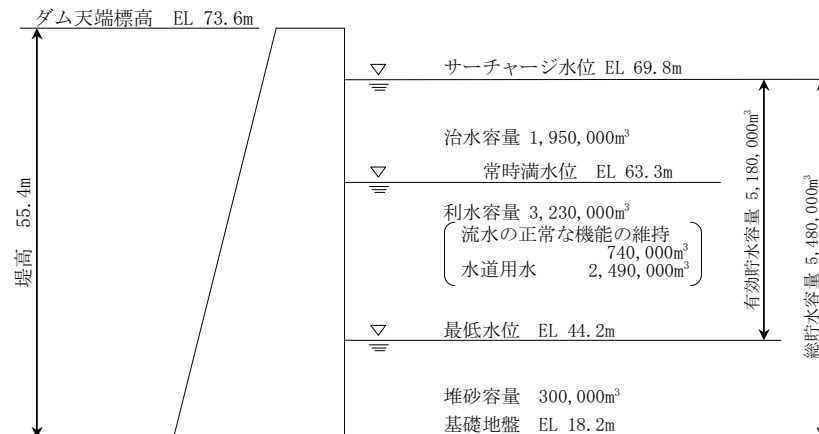 ダム天端標高 EL 73.6m
サーチャージ水位 EL 69.8m
治水容量 1,950,000m³
常時満水位 EL 63.3m
利水容量 3,230,000m³
流水の正常な機能の維持
740,000m³
水道用水 2,490,000m³
最低水位 EL 44.2m
堆砂容量 300,000m³
基礎地盤 EL 18.2m
堤高 55.4m
有効貯水容量 5,180,000m³
総貯水容量 5,480,000m³